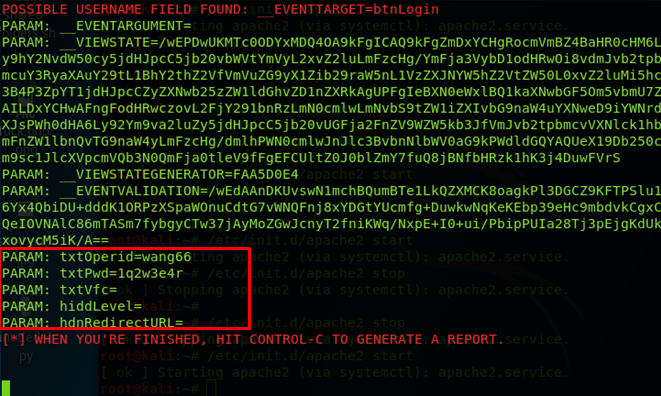 POSSIBLE USERNAME FIELD FOUND: __EVENTTARGET=btnLogin
PARAM: __EVENTARGUMENT=
PARAM: __VIEWSTATE=/wEPDwUKMTc0ODYxMDQ4OA9kFgICAQ9kFgZmDxYCHgRocmVmBZ4BaHR0cHM6L
y9hY2NvdW50cy5jdHJpcC5jb20vbWVtYmVyL2xvZ2luLmFzcHg/YmFja3VybD1odHRwOi8vdmJvb2tpb
mcuY3RyaXAuY29tL1BhY2thZ2VfVmVuZG9yX1Zib29raW5nL1VzZXJNYW5hZ2VtZW50L0xvZ2luMi5hc
3B4P3ZpYT1jdHJpcCZyZXNwb25zZW1ldGhvZD1nZXRkAgUPFgIeBXN0eWxlBQ1kaXNwbGF5Om5vbmU7Z
AILDxYCHwAFngFodHRwczovL2FjY291bnRzLmN0cmlwLmNvbS9tZW1iZXIvbG9naW4uYXNweD9iYWNrd
XJsPWh0dHA6Ly92Ym9va2luZy5jdHJpcC5jb20vUGFja2FnZV9WZW5kb3JfVmJvb2tpbmcvVXNlck1hb
mFnZW1lbnQvTG9naW4yLmFzcHg/dmlhPWN0cmlwJnJlc3BvbnNlbWV0aG9kPWdldGQYAQUeX19Db250c
m9sc1JlcXVpcmVQb3N0QmFja0tleV9fFgEFCUltZ0J0blZmY7fuQ8jBNfbHRzk1hK3j4DuwFVrS
PARAM: __VIEWSTATEGENERATOR=FAA5D0E4
PARAM: __EVENTVALIDATION=/wEdAAnDKUvswN1mchBQumBTe1LkQZXMCK8oagkPl3DGCZ9KFTPSlu1
6YX4QbiDU+dddK1ORPzXSpaWOnuCdtG7vWNQFnj8xYDGtYUcmfg+DuwkwNqKeKEbp39eHc9mbdvkCgxC
QeIOVNAlC86mTASm7fybgyCTw37jAyMoZGwJcnyT2fniKWq/NxpE+I0+ui/PbipPUIa28Tj3pEjgKdUk
xovycM5iK/A==
PARAM: txtOperid=wang66
PARAM: txtPwd=1q2w3e4r
PARAM: txtVfc=
PARAM: hiddLevel=
PARAM: hdnRedirectURL=
[*] WHEN YOU'RE FINISHED, HIT CONTROL-C TO GENERATE A REPORT.